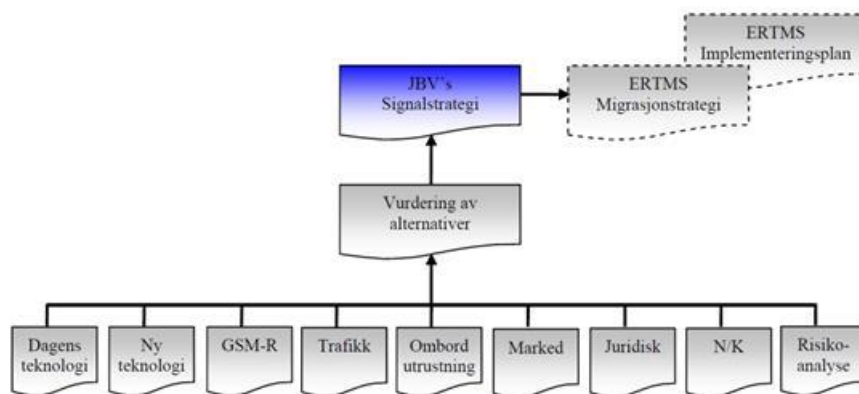 ERTMS
Implementeringsplan
JBV's
Signalstrategi
ERTMS
Migrasjonstrategi
Vurdering av
alternativer
Dagens
teknologi
Ny
teknologi
GSM-R
Trafikk
Ombord
utrustning
Marked
Juridisk
N/K
Risiko-
analyse